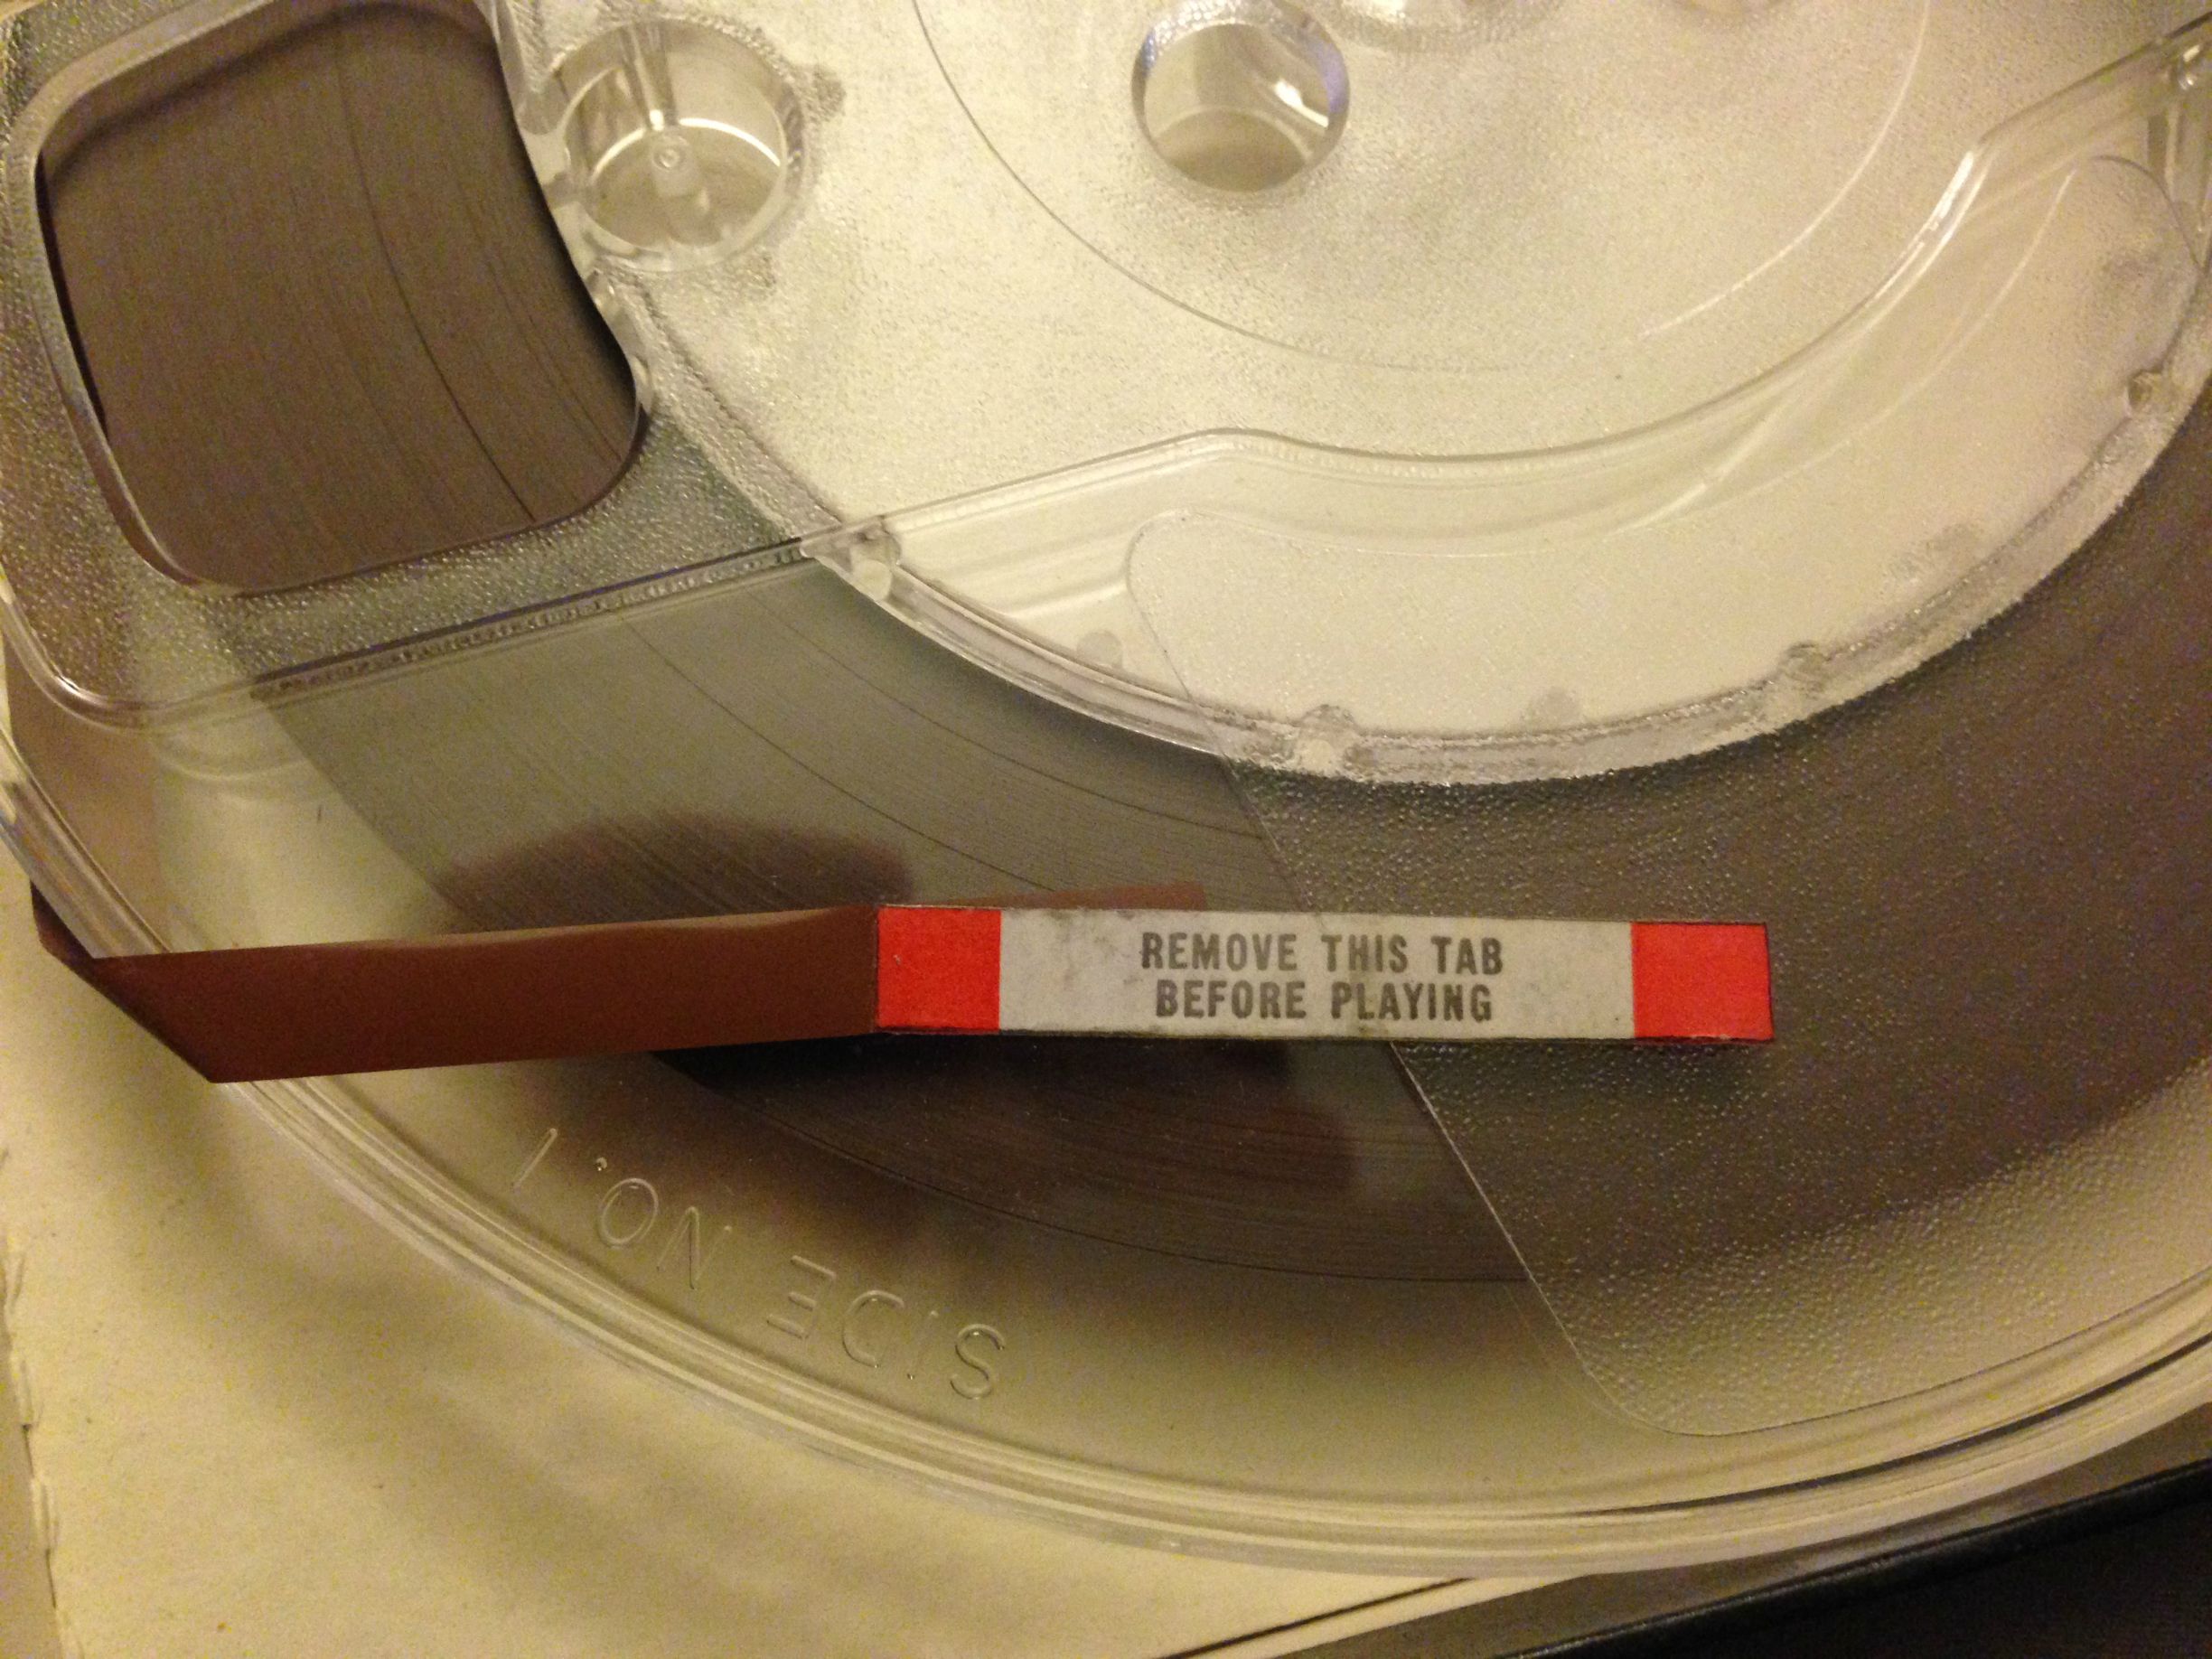 REMOVE THIS TAB
BEFORE PLAYING
SIDE NO. 1